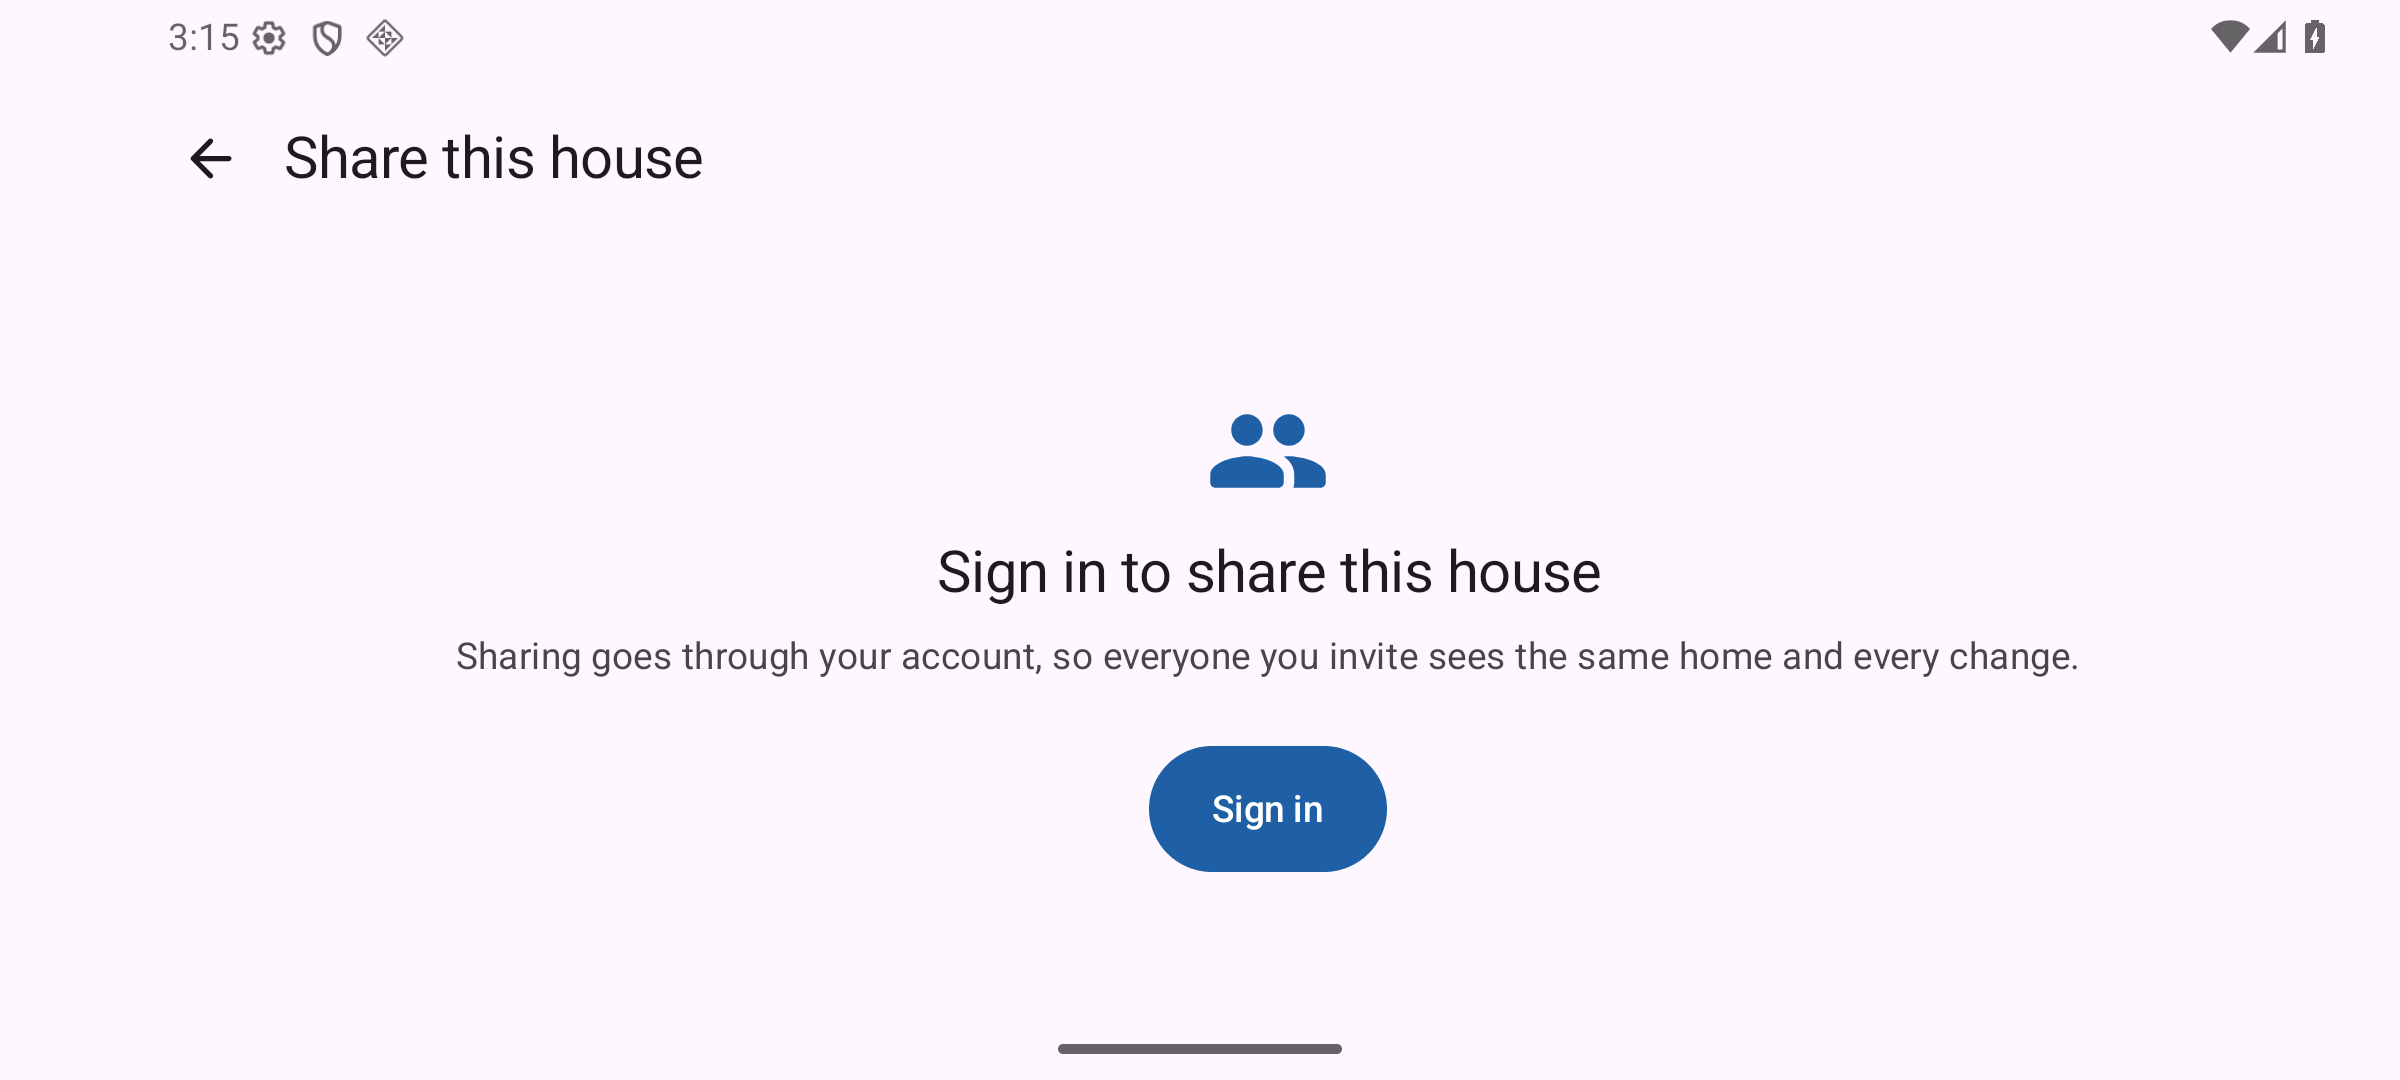 3:15
Share this house
Sign in to share this house
Sharing goes through your account, so everyone you invite sees the same home and every change.
Sign in